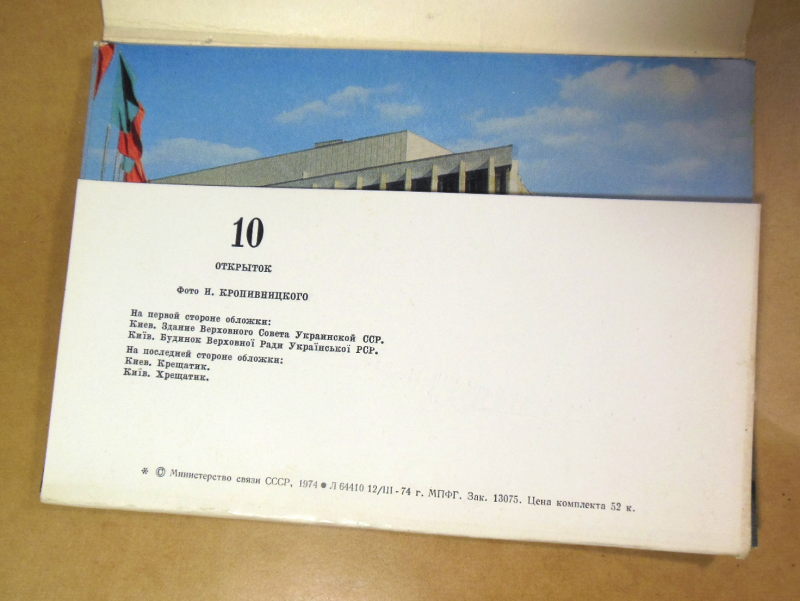 10
ОТКРЫТОК
Фото И. КРОПИВНИЦКОГО
На первой стороне обложки:
Киев. Здание Верховного Совета Украинской ССР.
Київ. Будинок Верховної Ради Української РСР.
На последней стороне обложки:
Киев. Крещатик.
Київ. Хрещатик.
* © Министерство связи СССР, 1974 ● Л 64410 12/III - 74 г. МПФГ. Зак. 13075. Цена комплекта 52 к.